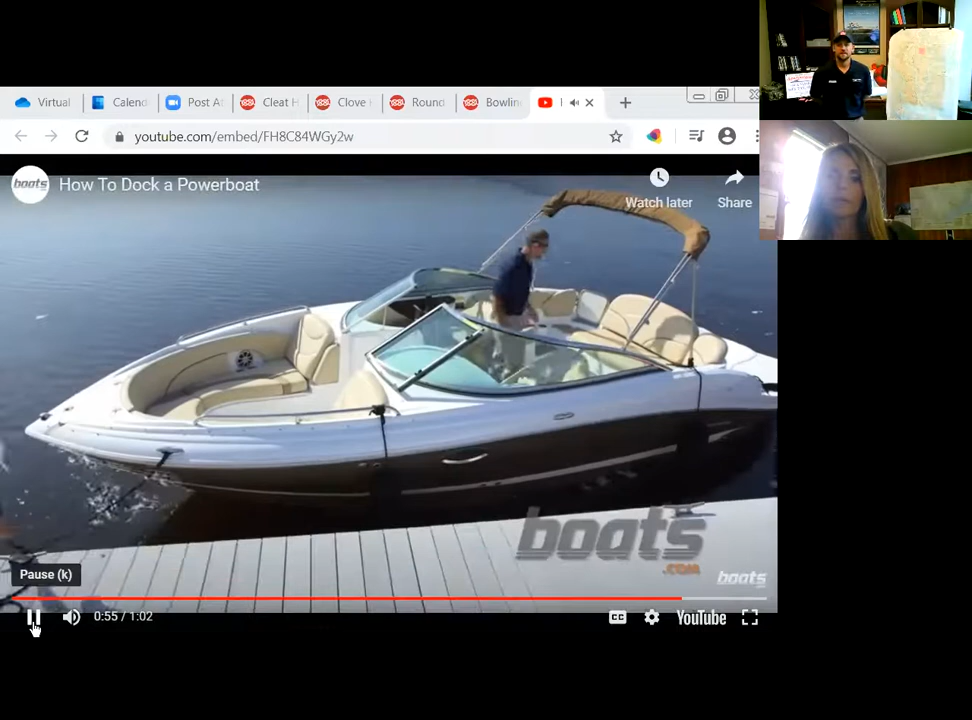 Virtual
Calend
Post A
Cleat H
Clove
Round
Bowlin
youtube.com/embed/FH8C84WGy2w
boats
How To Dock a Powerboat
Watch later
Share
boats
.COM
boats
Pause (k)
0:55 / 1:02
CC
YouTube